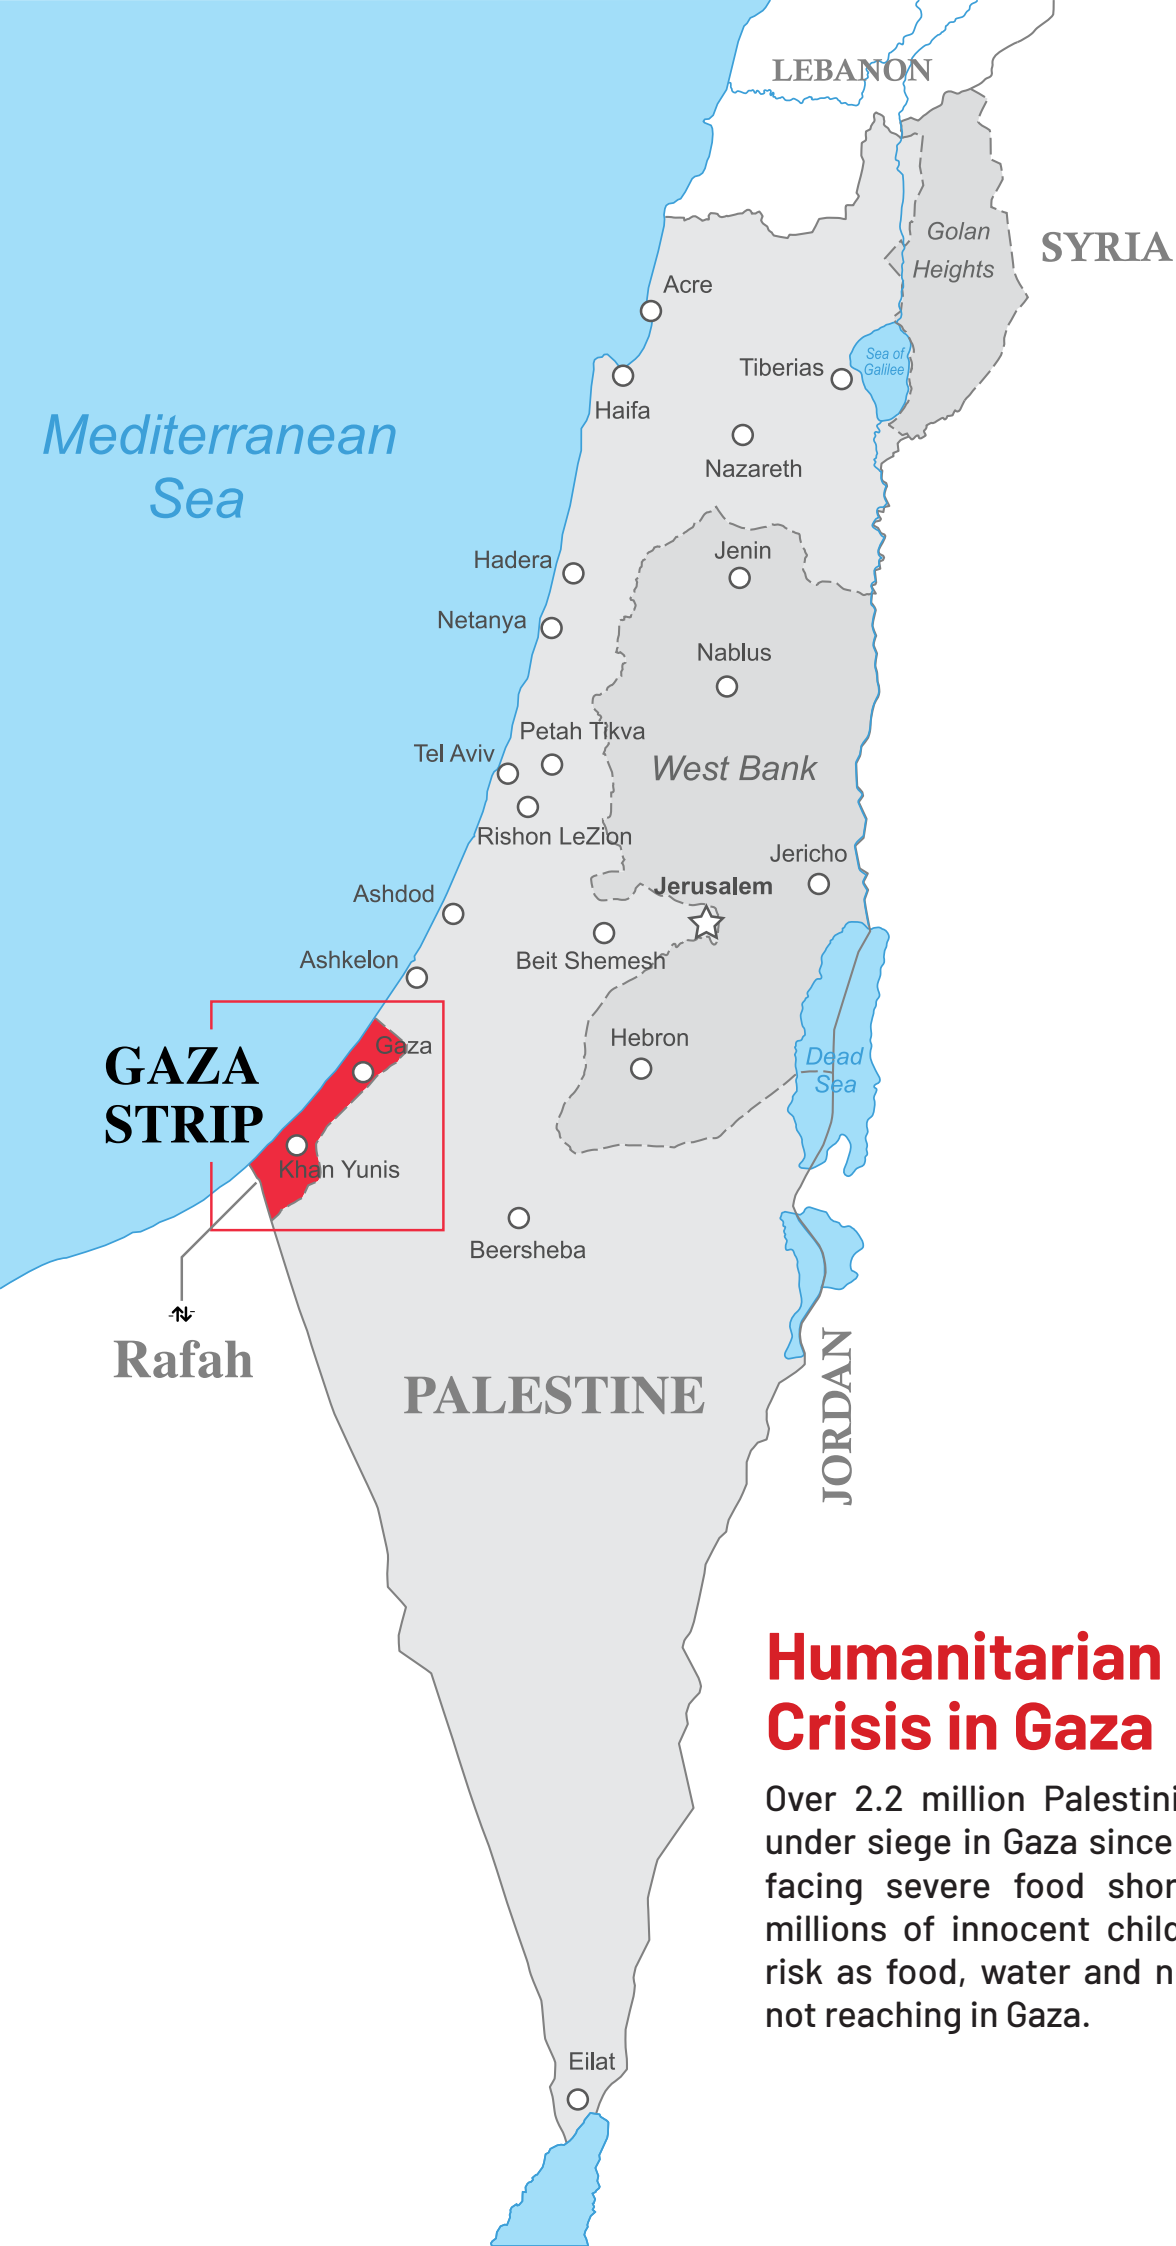 LEBANON
Golan
Heights
SYRIA
Acre
Sea of
Galilee
Tiberias
Haifa
Mediterranean
Sea
Nazareth
Jenin
Hadera
Netanya
Nablus
Petah Tikva
Tel Aviv
West Bank
Rishon LeZion
Jericho
Jerusalem
Ashdod
Ashkelon
Beit Shemesh
Hebron
Gaza
GAZA
STRIP
Dead
Sea
Khan Yunis
Beersheba
Rafah
PALESTINE
JORDAN
Humanitarian
Crisis in Gaza
Over 2.2 million
under siege in Gaza since
facing severe food
millions of innocent
risk as food, water and
not reaching in Gaza.
Eilat